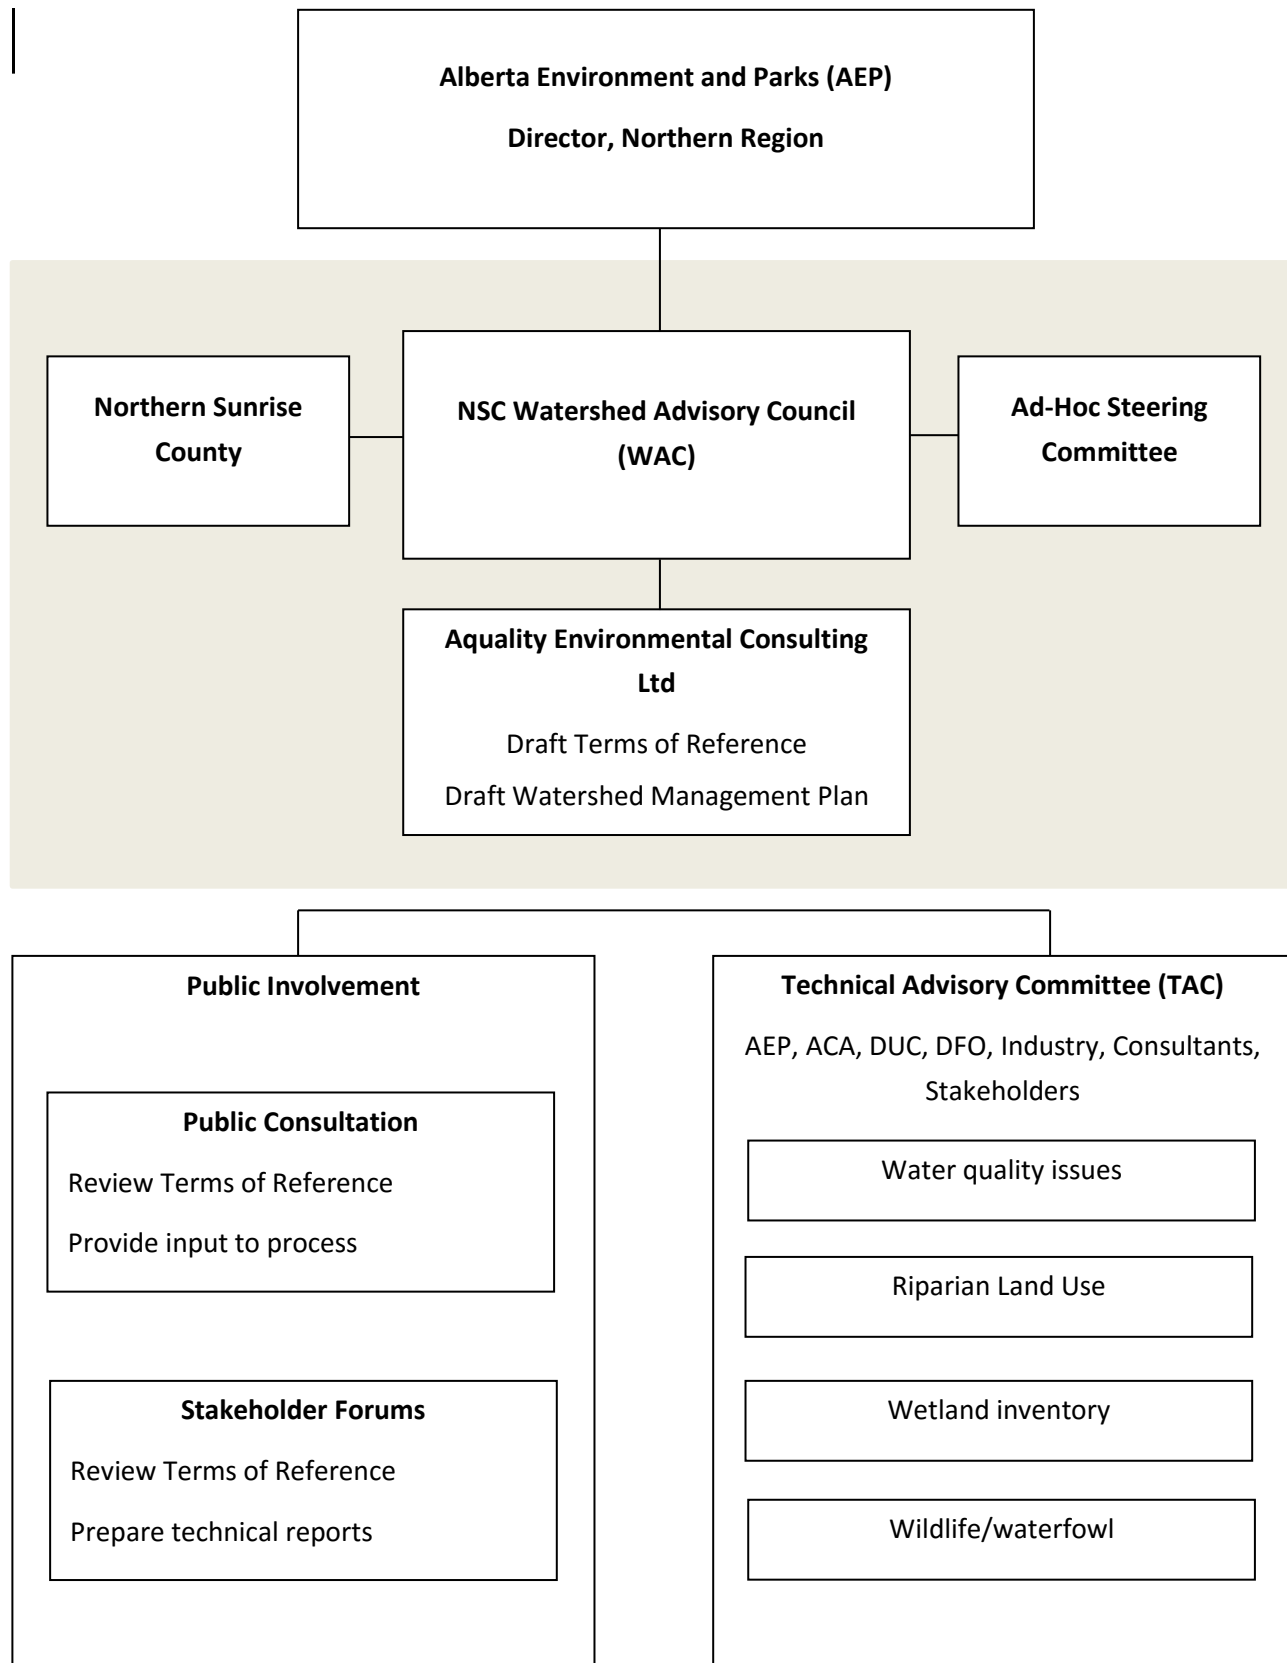 Alberta Environment and Parks (AEP)
Director, Northern Region
Northern Sunrise
County
NSC Watershed Advisory Council
(WAC)
Ad-Hoc Steering
Committee
Aquality Environmental Consulting
Ltd
Draft Terms of Reference
Draft Watershed Management Plan
Public Involvement
Public Consultation
Review Terms of Reference
Provide input to process
Stakeholder Forums
Review Terms of Reference
Prepare technical reports
Technical Advisory Committee (TAC)
AEP, ACA, DUC, DFO, Industry, Consultants,
Stakeholders
Water quality issues
Riparian Land Use
Wetland inventory
Wildlife/waterfowl